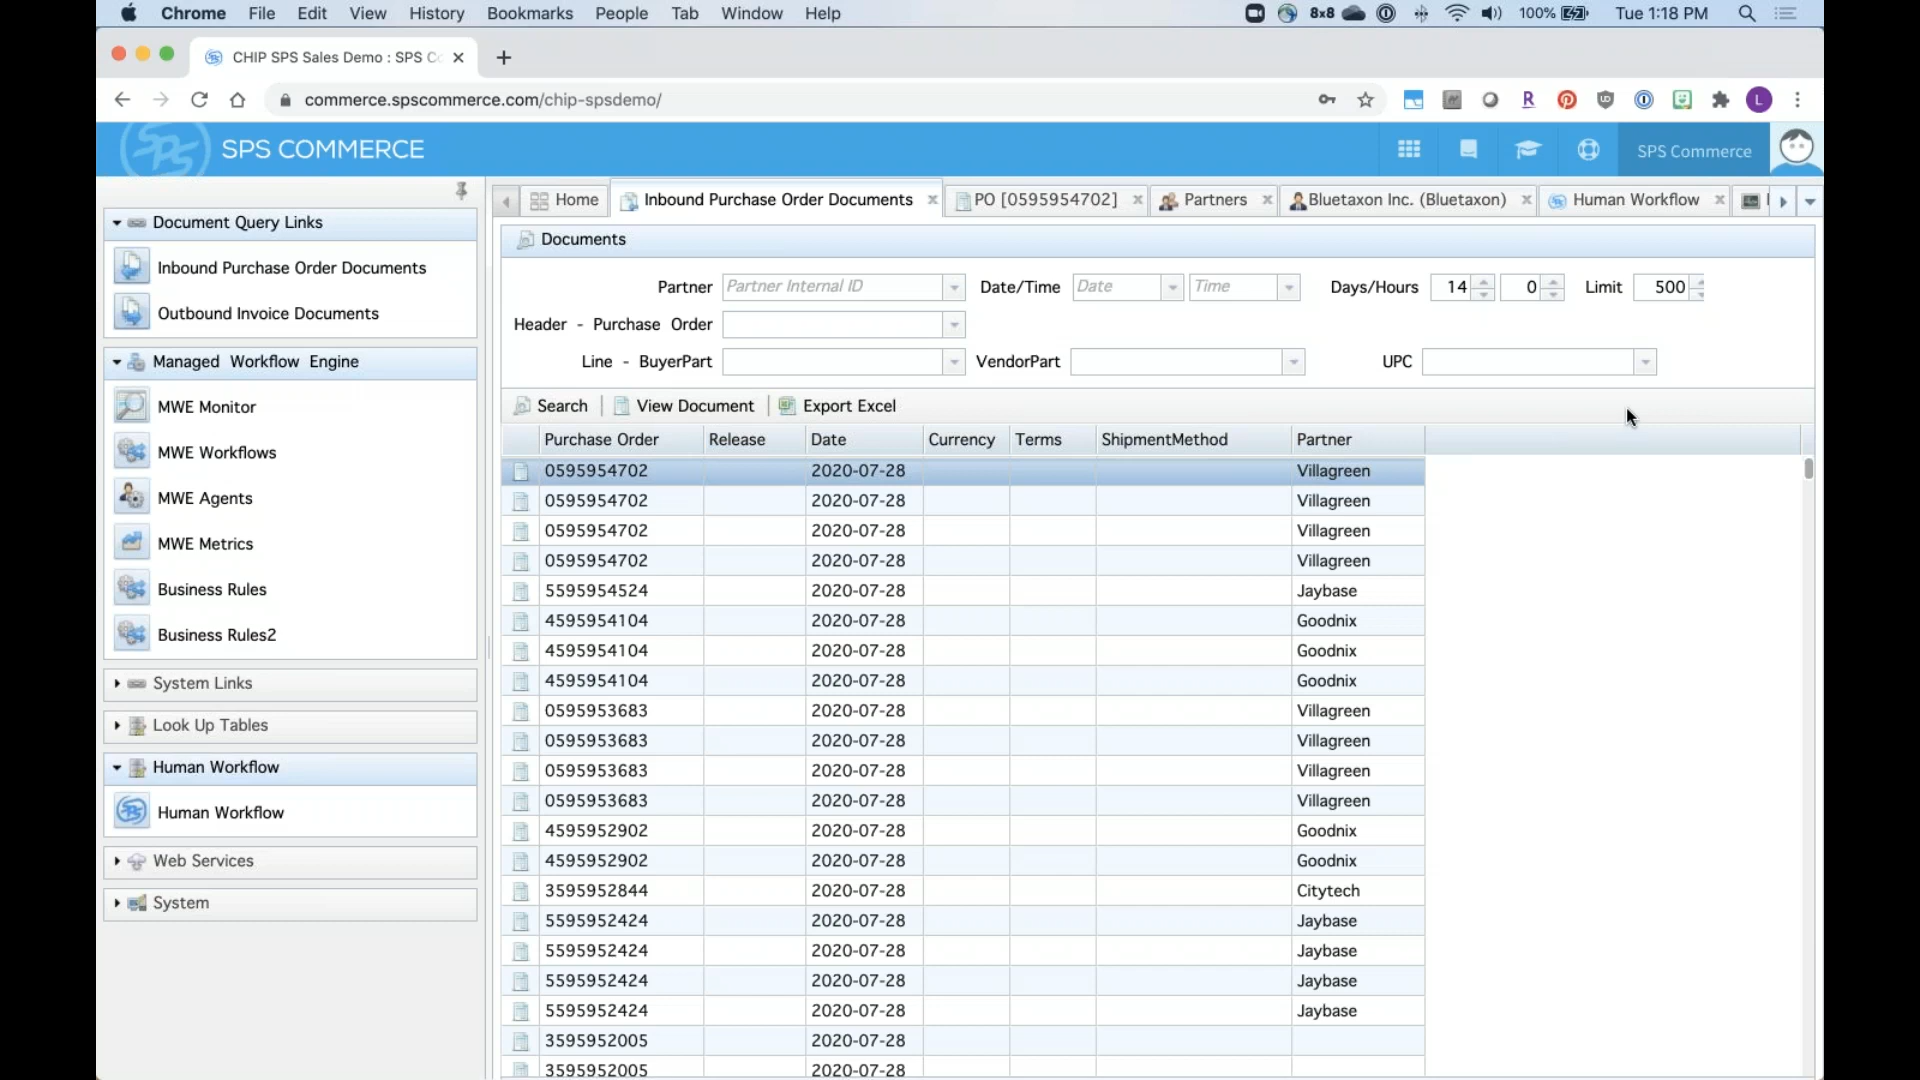 Chrome File Edit View History Bookmarks People Tab Window Help 8x8 100% Tue 1:18 PM
CHIP SPS Sales Demo : SPS Co
commerce.spscommerce.com/chip-spsdemo/ R L
SPS SPS COMMERCE SPS Commerce
Home Inbound Purchase Order Documents PO [0595954702] Partners Bluetaxon Inc. (Bluetaxon) Human Workflow
Document Query Links
Inbound Purchase Order Documents
Outbound Invoice Documents
Managed Workflow Engine
MWE Monitor
MWE Workflows
MWE Agents
MWE Metrics
Business Rules
Business Rules2
System Links
Look Up Tables
Human Workflow
Human Workflow
Web Services
System
Documents
Partner Partner Internal ID Date/Time Date Time Days/Hours 14 0 Limit 500
Header - Purchase Order
Line - BuyerPart VendorPart UPC
Search View Document Export Excel
Purchase Order Release Date Currency Terms ShipmentMethod Partner
0595954702 2020-07-28 Villagreen
0595954702 2020-07-28 Villagreen
0595954702 2020-07-28 Villagreen
0595954702 2020-07-28 Villagreen
5595954524 2020-07-28 Jaybase
4595954104 2020-07-28 Goodnix
4595954104 2020-07-28 Goodnix
4595954104 2020-07-28 Goodnix
0595953683 2020-07-28 Villagreen
0595953683 2020-07-28 Villagreen
0595953683 2020-07-28 Villagreen
0595953683 2020-07-28 Villagreen
4595952902 2020-07-28 Goodnix
4595952902 2020-07-28 Goodnix
3595952844 2020-07-28 Citytech
5595952424 2020-07-28 Jaybase
5595952424 2020-07-28 Jaybase
5595952424 2020-07-28 Jaybase
5595952424 2020-07-28 Jaybase
3595952005 2020-07-28
3595952005 2020-07-28